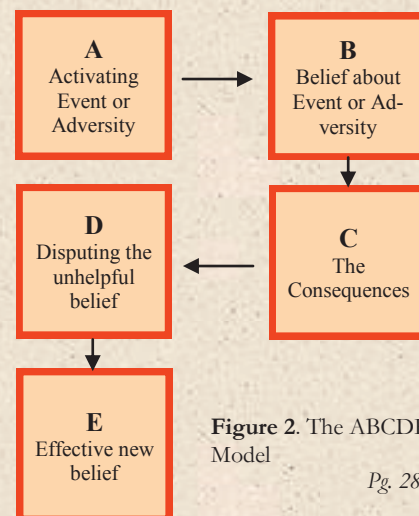 A
Activating
Event or
Adversity
B
Belief about
Event or Ad-
versity
C
The
Consequences
D
Disputing the
unhelpful
belief
E
Effective new
belief
Figure 2. The ABCD
Model
Pg. 28